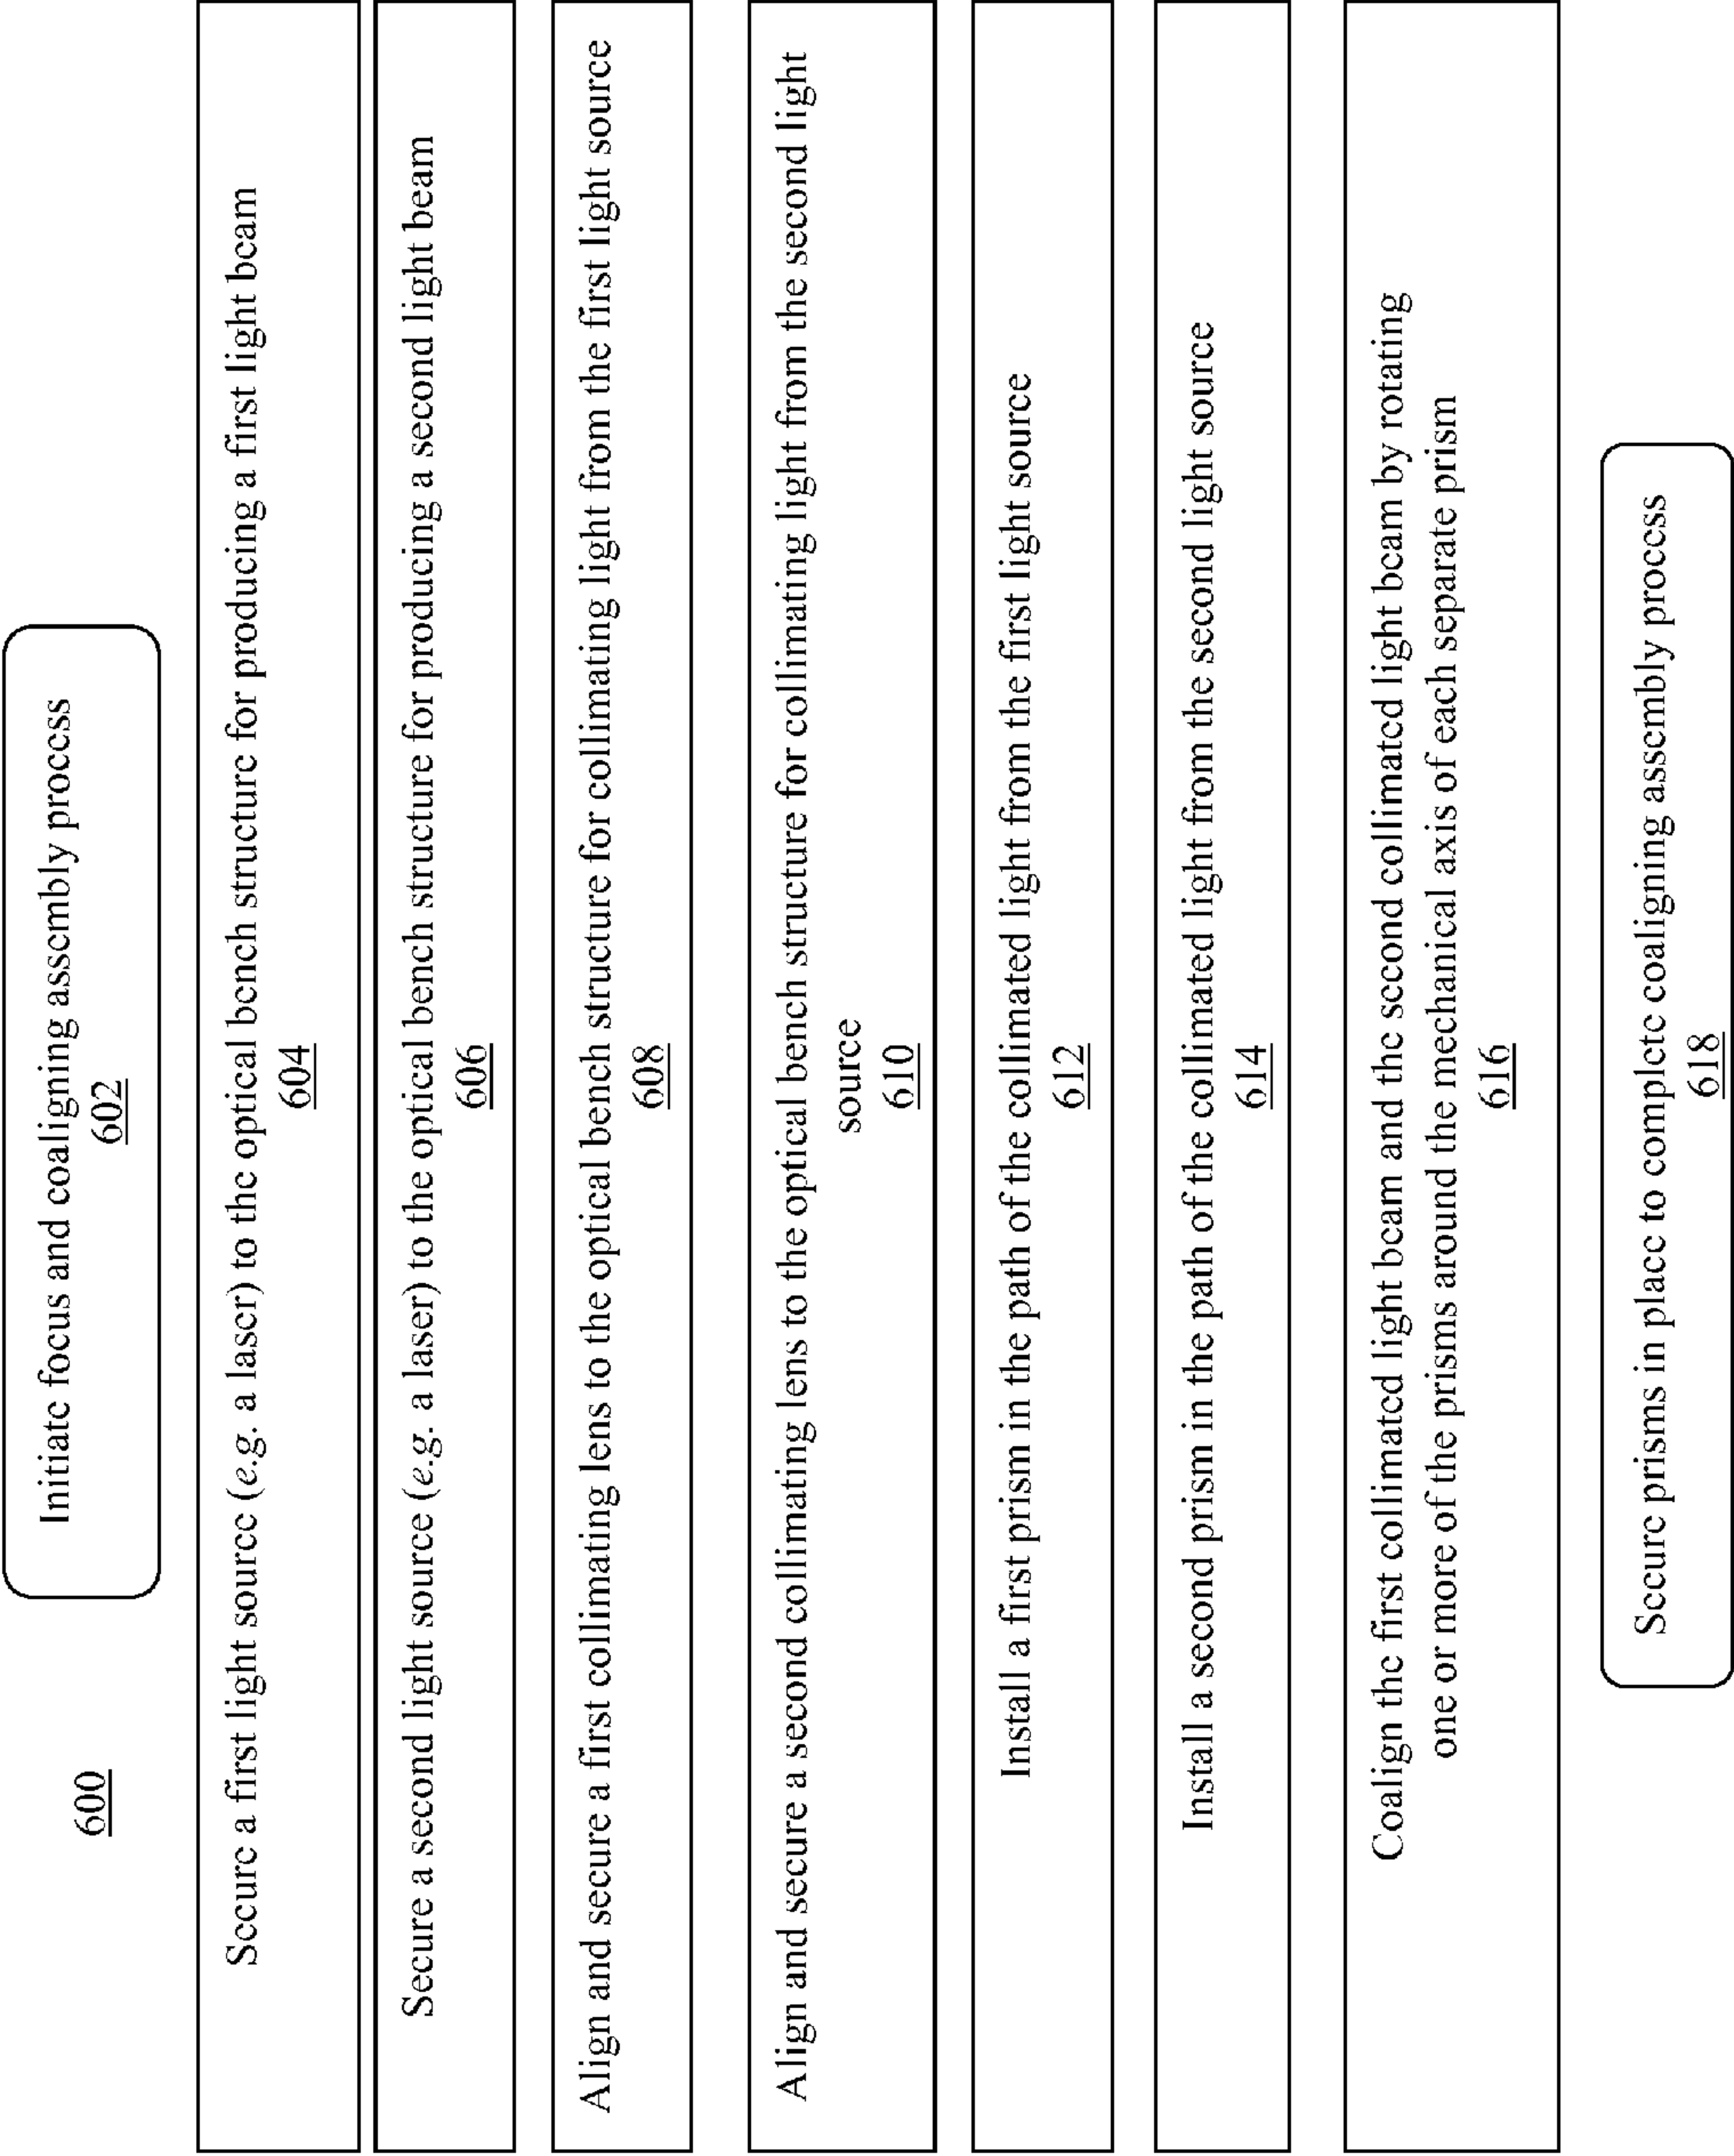 600
Initiate focus and coaligning assembly process
602
Secure a first light source (e.g. a laser) to the optical bench structure for producing a first light beam
604
Secure a second light source (e.g. a laser) to the optical bench structure for producing a second light beam
606
Align and secure a first collimating lens to the optical bench structure for collimating light from the first light source
608
Align and secure a second collimating lens to the optical bench structure for collimating light from the second light
source
610
Install a first prism in the path of the collimated light from the first light source
612
Install a second prism in the path of the collimated light from the second light source
614
Coalign the first collimated light beam and the second collimated light beam by rotating
one or more of the prisms around the mechanical axis of each separate prism
616
Secure prisms in place to complete coaligning assembly process
618